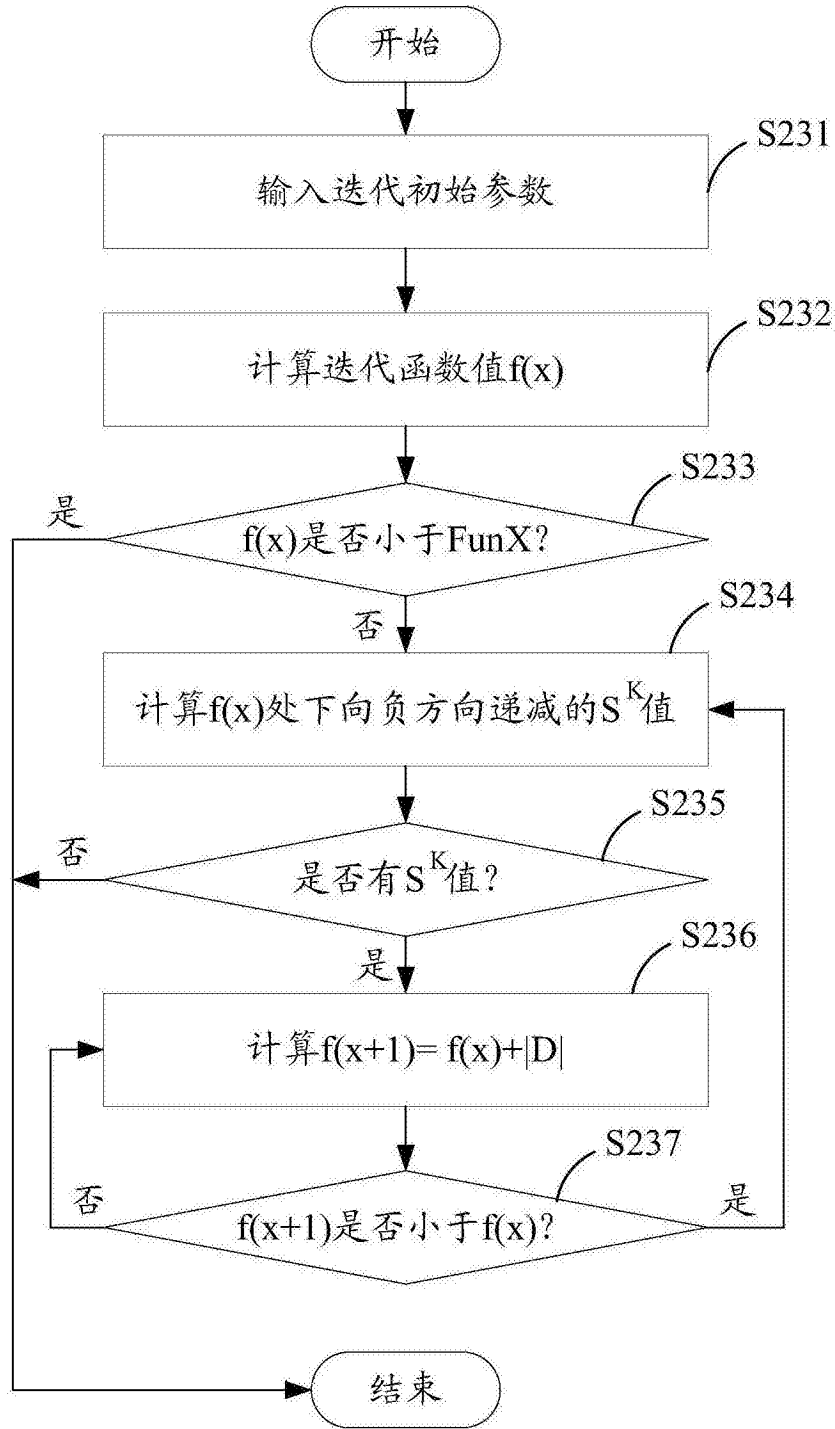 开始
S231
输入迭代初始参数
S232
计算迭代函数值f(x)
S233
是
f(x)是否小于FunX?
否
S234
计算f(x)处下向负方向递减的S^K值
S235
否
是否有S^K值?
是
S236
计算f(x+1)= f(x)+|D|
S237
否
f(x+1)是否小于f(x)?
是
结束